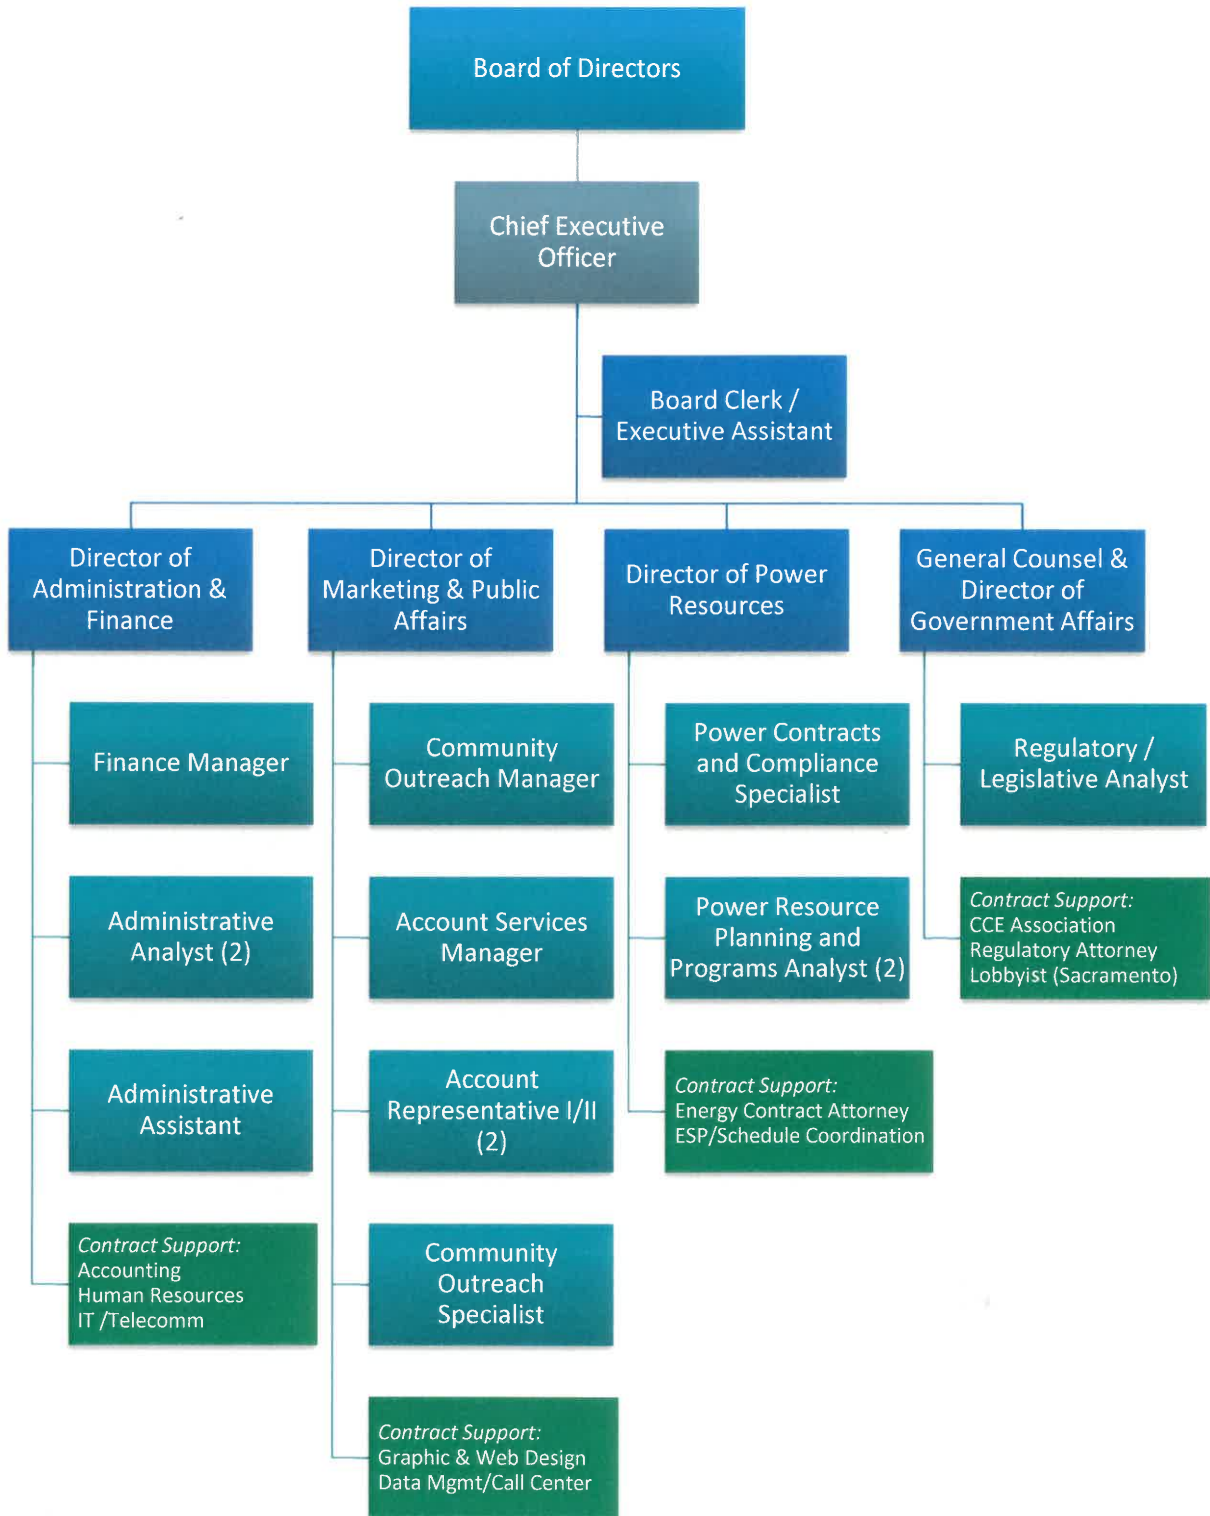 Board of Directors
Chief Executive
Officer
Board Clerk /
Executive Assistant
Director of
Administration &
Finance
Director of
Marketing & Public
Affairs
Director of Power
Resources
General Counsel &
Director of
Government Affairs
Finance Manager
Community
Outreach Manager
Power Contracts
and Compliance
Specialist
Regulatory /
Legislative Analyst
Administrative
Analyst (2)
Account Services
Manager
Power Resource
Planning and
Programs Analyst (2)
Contract Support:
CCE Association
Regulatory Attorney
Lobbyist (Sacramento)
Administrative
Assistant
Account
Representative I/II
(2)
Contract Support:
Energy Contract Attorney
ESP/Schedule Coordination
Contract Support:
Accounting
Human Resources
IT /Telecomm
Community
Outreach
Specialist
Contract Support:
Graphic & Web Design
Data Mgmt/Call Center